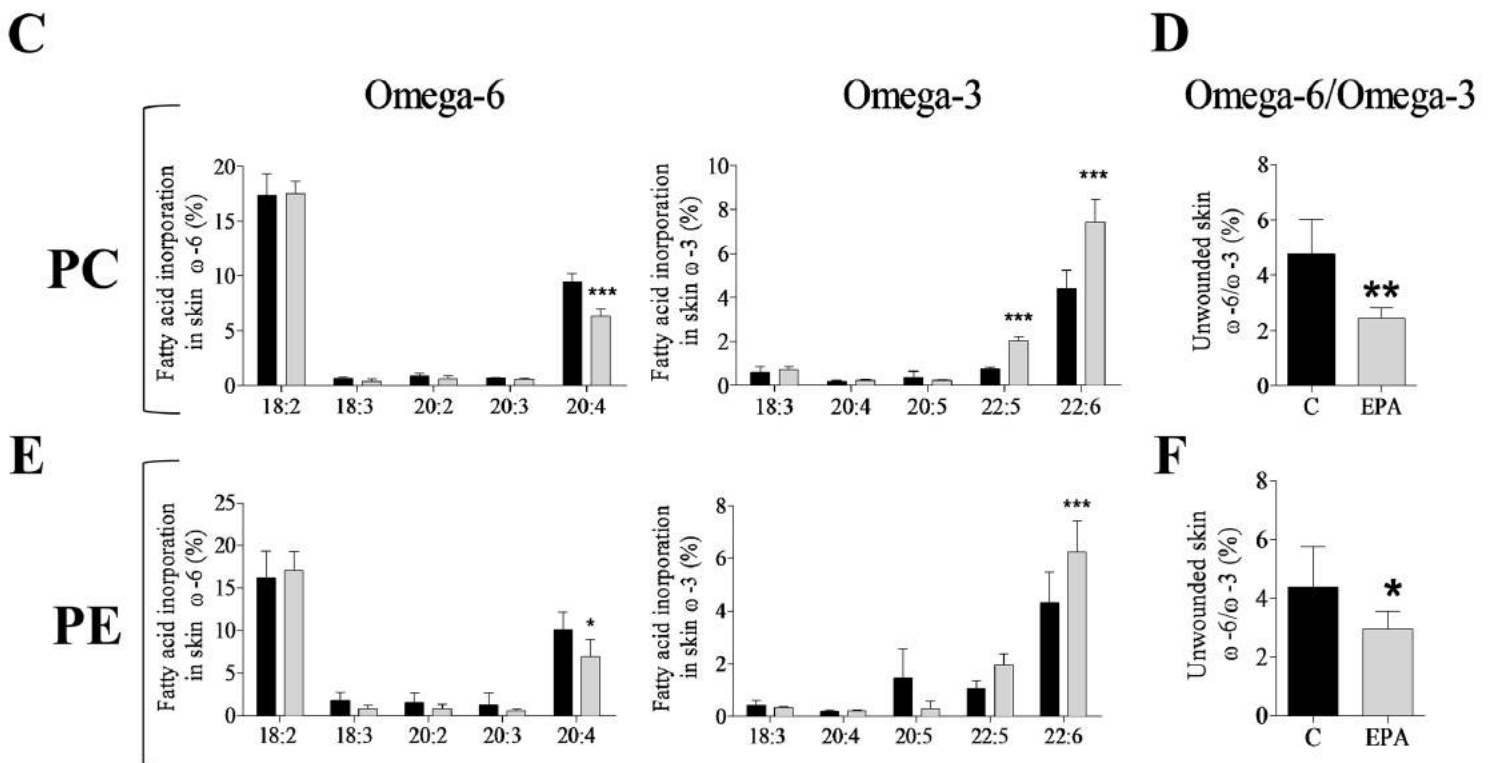 C
D
Omega-6
Omega-3
Omega-6/Omega-3
PC
Fatty acid inorporation
in skin ω-6 (%)
20
15
10
5
0
***
18:2 18:3 20:2 20:3 20:4
Fatty acid inorporation
in skin ω-3 (%)
10
8
6
4
2
0
***
***
18:3 20:4 20:5 22:5 22:6
Unwounded skin
ω-6/ω-3 (%)
8
6
4
2
0
**
C EPA
E
F
PE
Fatty acid inorporation
in skin ω-6 (%)
25
20
15
10
5
0
*
18:2 18:3 20:2 20:3 20:4
Fatty acid inorporation
in skin ω-3 (%)
8
6
4
2
0
***
18:3 20:4 20:5 22:5 22:6
Unwounded skin
ω-6/ω-3 (%)
8
6
4
2
0
*
C EPA